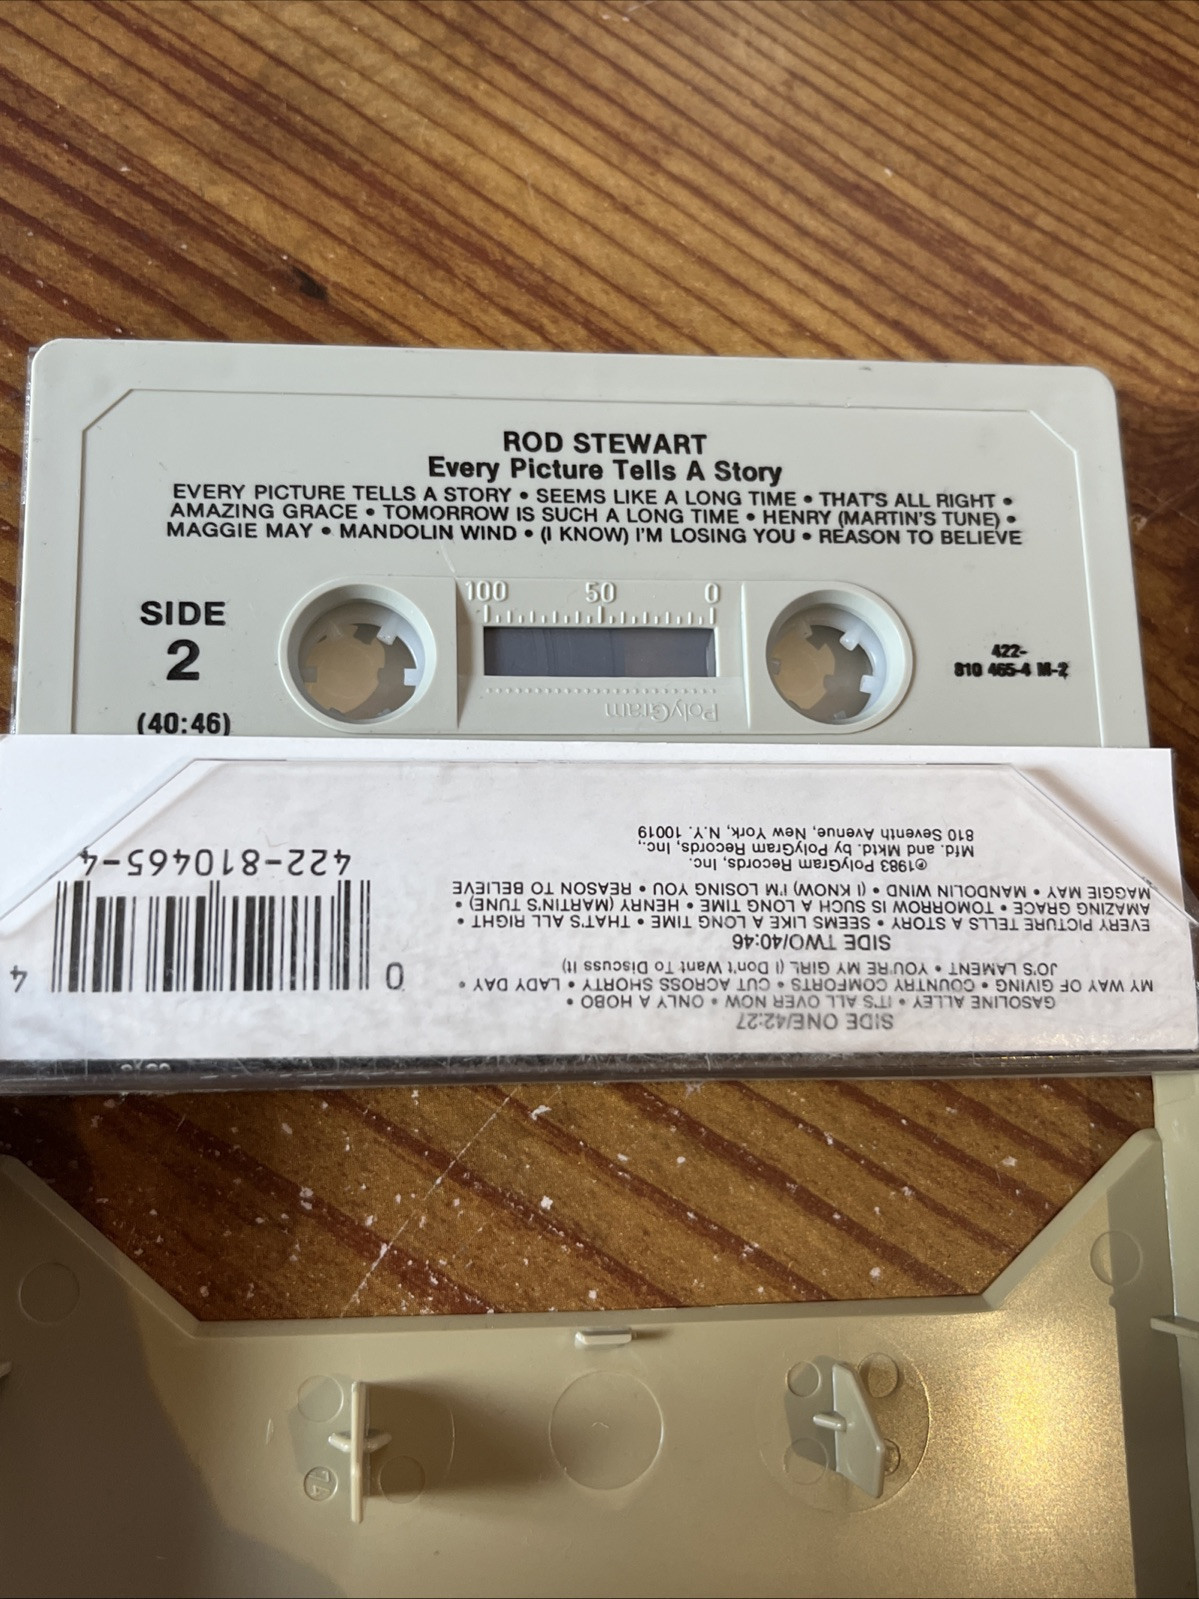 ROD STEWART
Every Picture Tells A Story
EVERY PICTURE TELLS A STORY • SEEMS LIKE A LONG TIME • THAT'S ALL RIGHT •
AMAZING GRACE • TOMORROW IS SUCH A LONG TIME • HENRY (MARTIN'S TUNE) •
MAGGIE MAY • MANDOLIN WIND • (I KNOW) I'M LOSING YOU • REASON TO BELIEVE
SIDE
2
(40:46)
100 50 0
PolyGram
422-
810 465-4 M-2
SIDE ONE/42:27
GASOLINE ALLEY • IT'S ALL OVER NOW • ONLY A HOBO •
MY WAY OF GIVING • COUNTRY COMFORTS • CUT ACROSS SHORTY • LADY DAY •
JO'S LAMENT • YOU'RE MY GIRL (I Don't Want To Discuss It)
SIDE TWO/40:46
EVERY PICTURE TELLS A STORY • SEEMS LIKE A LONG TIME • THAT'S ALL RIGHT •
AMAZING GRACE • TOMORROW IS SUCH A LONG TIME • HENRY (MARTIN'S TUNE) •
MAGGIE MAY • MANDOLIN WIND • (I KNOW) I'M LOSING YOU • REASON TO BELIEVE
℗1983 PolyGram Records, Inc.
Mfd. and Mktd. by PolyGram Records, Inc.,
810 Seventh Avenue, New York, N.Y. 10019
0 4
422-810465-4
14